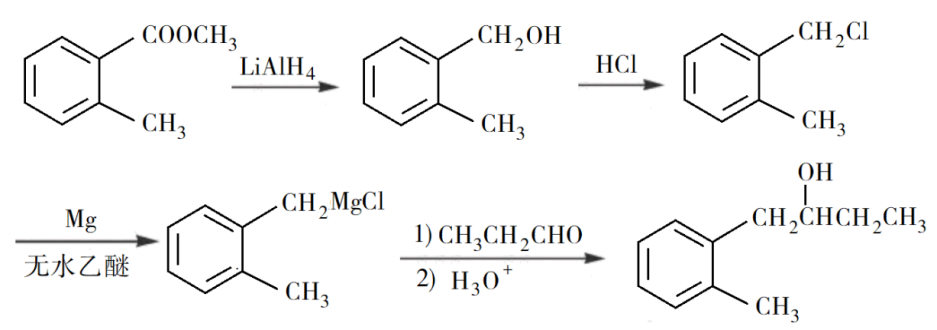 COOCH₃
CH₃
LiAlH₄
CH₂OH
CH₃
HCl
CH₂Cl
CH₃
Mg
无水乙醚
CH₂MgCl
CH₃
1) CH₃CH₂CHO
2) H₃O⁺
OH
CH₂CHCH₂CH₃
CH₃